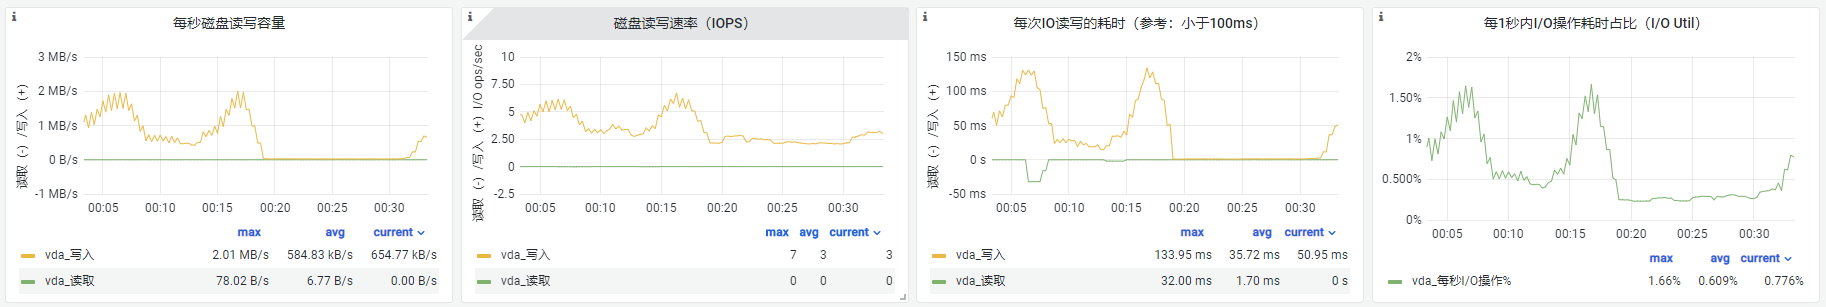 每秒磁盘读写容量
读取（-）/写入（+）
3 MB/s
2 MB/s
1 MB/s
0 B/s
-1 MB/s
00:05 00:10 00:15 00:20 00:25 00:30
max avg current
vda_写入 2.01 MB/s 584.83 kB/s 654.77 kB/s
vda_读取 78.02 B/s 6.77 B/s 0.00 B/s
磁盘读写速率（IOPS）
读取（-）/写入（+）I/O ops/sec
10
7.50
5
2.50
0
-2.5
00:05 00:10 00:15 00:20 00:25 00:30
max avg current
vda_写入 7 3 3
vda_读取 0 0 0
每次IO读写的耗时（参考：小于100ms）
读取（-）/写入（+）
150 ms
100 ms
50 ms
0 s
-50 ms
00:05 00:10 00:15 00:20 00:25 00:30
max avg current
vda_写入 133.95 ms 35.72 ms 50.95 ms
vda_读取 32.00 ms 1.70 ms 0 s
每1秒内I/O操作耗时占比（I/O Util）
2%
1.50%
1%
0.500%
0%
00:05 00:10 00:15 00:20 00:25 00:30
max avg current
vda_每秒I/O操作% 1.66% 0.609% 0.776%